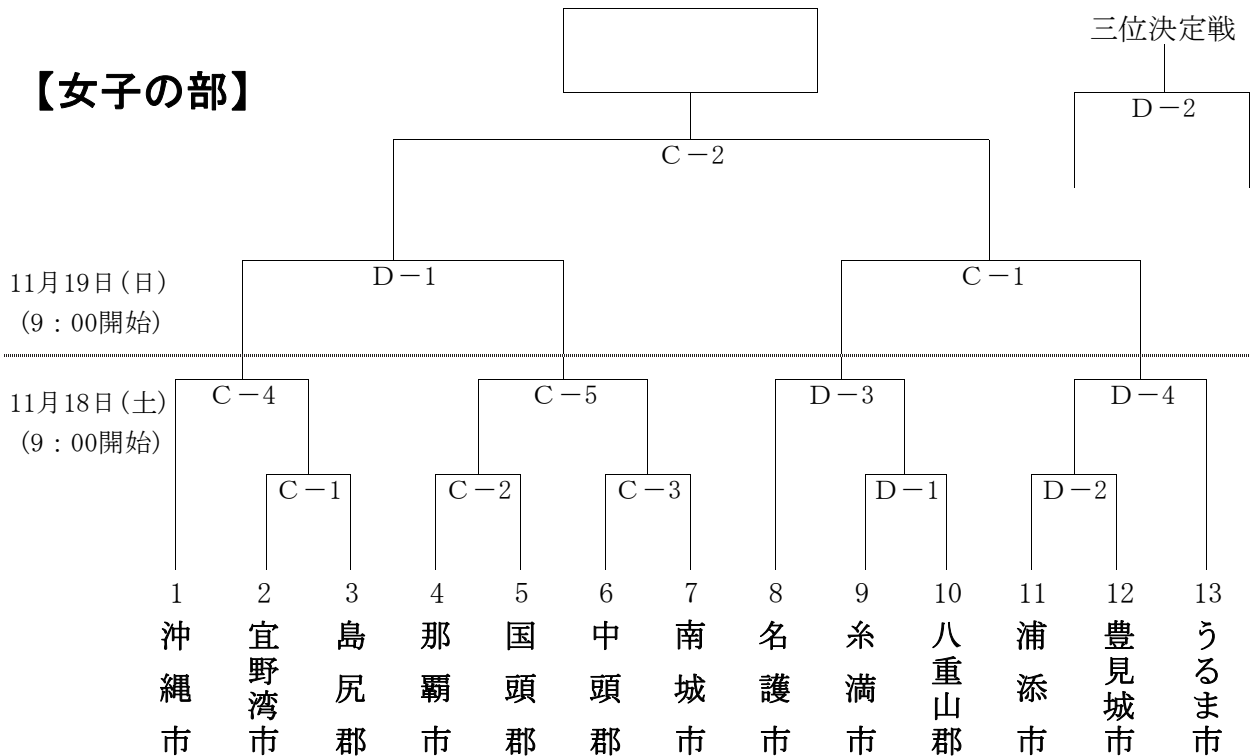 三位決定戦
【女子の部】
D－2
C－2
11月19日(日)
(9：00開始)
D－1
C－1
11月18日(土)
(9：00開始)
C－4
C－5
D－3
D－4
C－1
C－2
C－3
D－1
D－2
1 2 3 4 5 6 7 8 9 10 11 12 13
沖縄市
宜野湾市
島尻郡
那覇市
国頭郡
中頭郡
南城市
名護市
糸満市
八重山郡
浦添市
豊見城市
うるま市